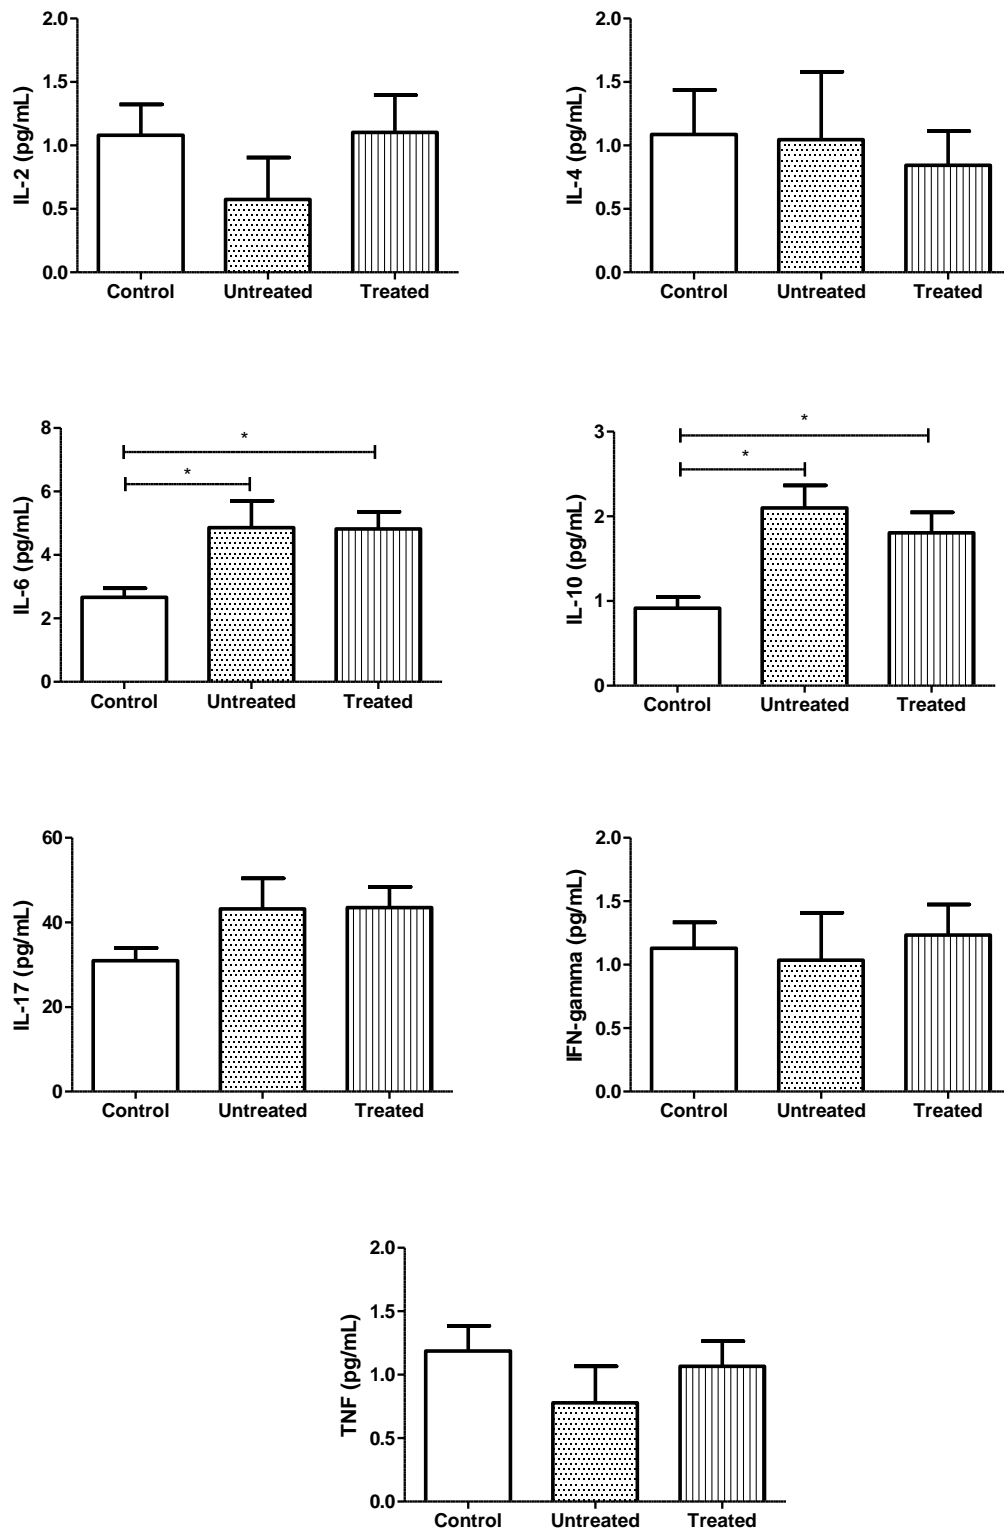 IL-2 (pg/mL)
2.0
1.5
1.0
0.5
0.0
Control Untreated Treated
IL-4 (pg/mL)
2.0
1.5
1.0
0.5
0.0
Control Untreated Treated
IL-6 (pg/mL)
8
6
4
2
0
*
*
Control Untreated Treated
IL-10 (pg/mL)
3
2
1
0
*
*
Control Untreated Treated
IL-17 (pg/mL)
60
40
20
0
Control Untreated Treated
IFN-gamma (pg/mL)
2.0
1.5
1.0
0.5
0.0
Control Untreated Treated
TNF (pg/mL)
2.0
1.5
1.0
0.5
0.0
Control Untreated Treated